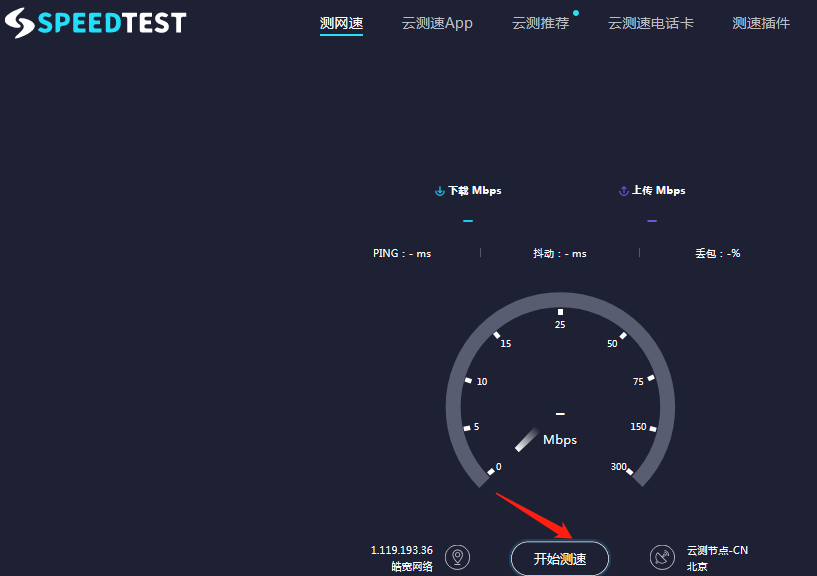 SPEEDTEST
测网速 云测速App 云测推荐 云测速电话卡 测速插件
下载 Mbps 上传 Mbps
PING：- ms 抖动：- ms 丢包：-%
25
15 50
10 75
5 150
Mbps
0 300
1.119.193.36
皓宽网络
开始测速
云测节点-CN
北京